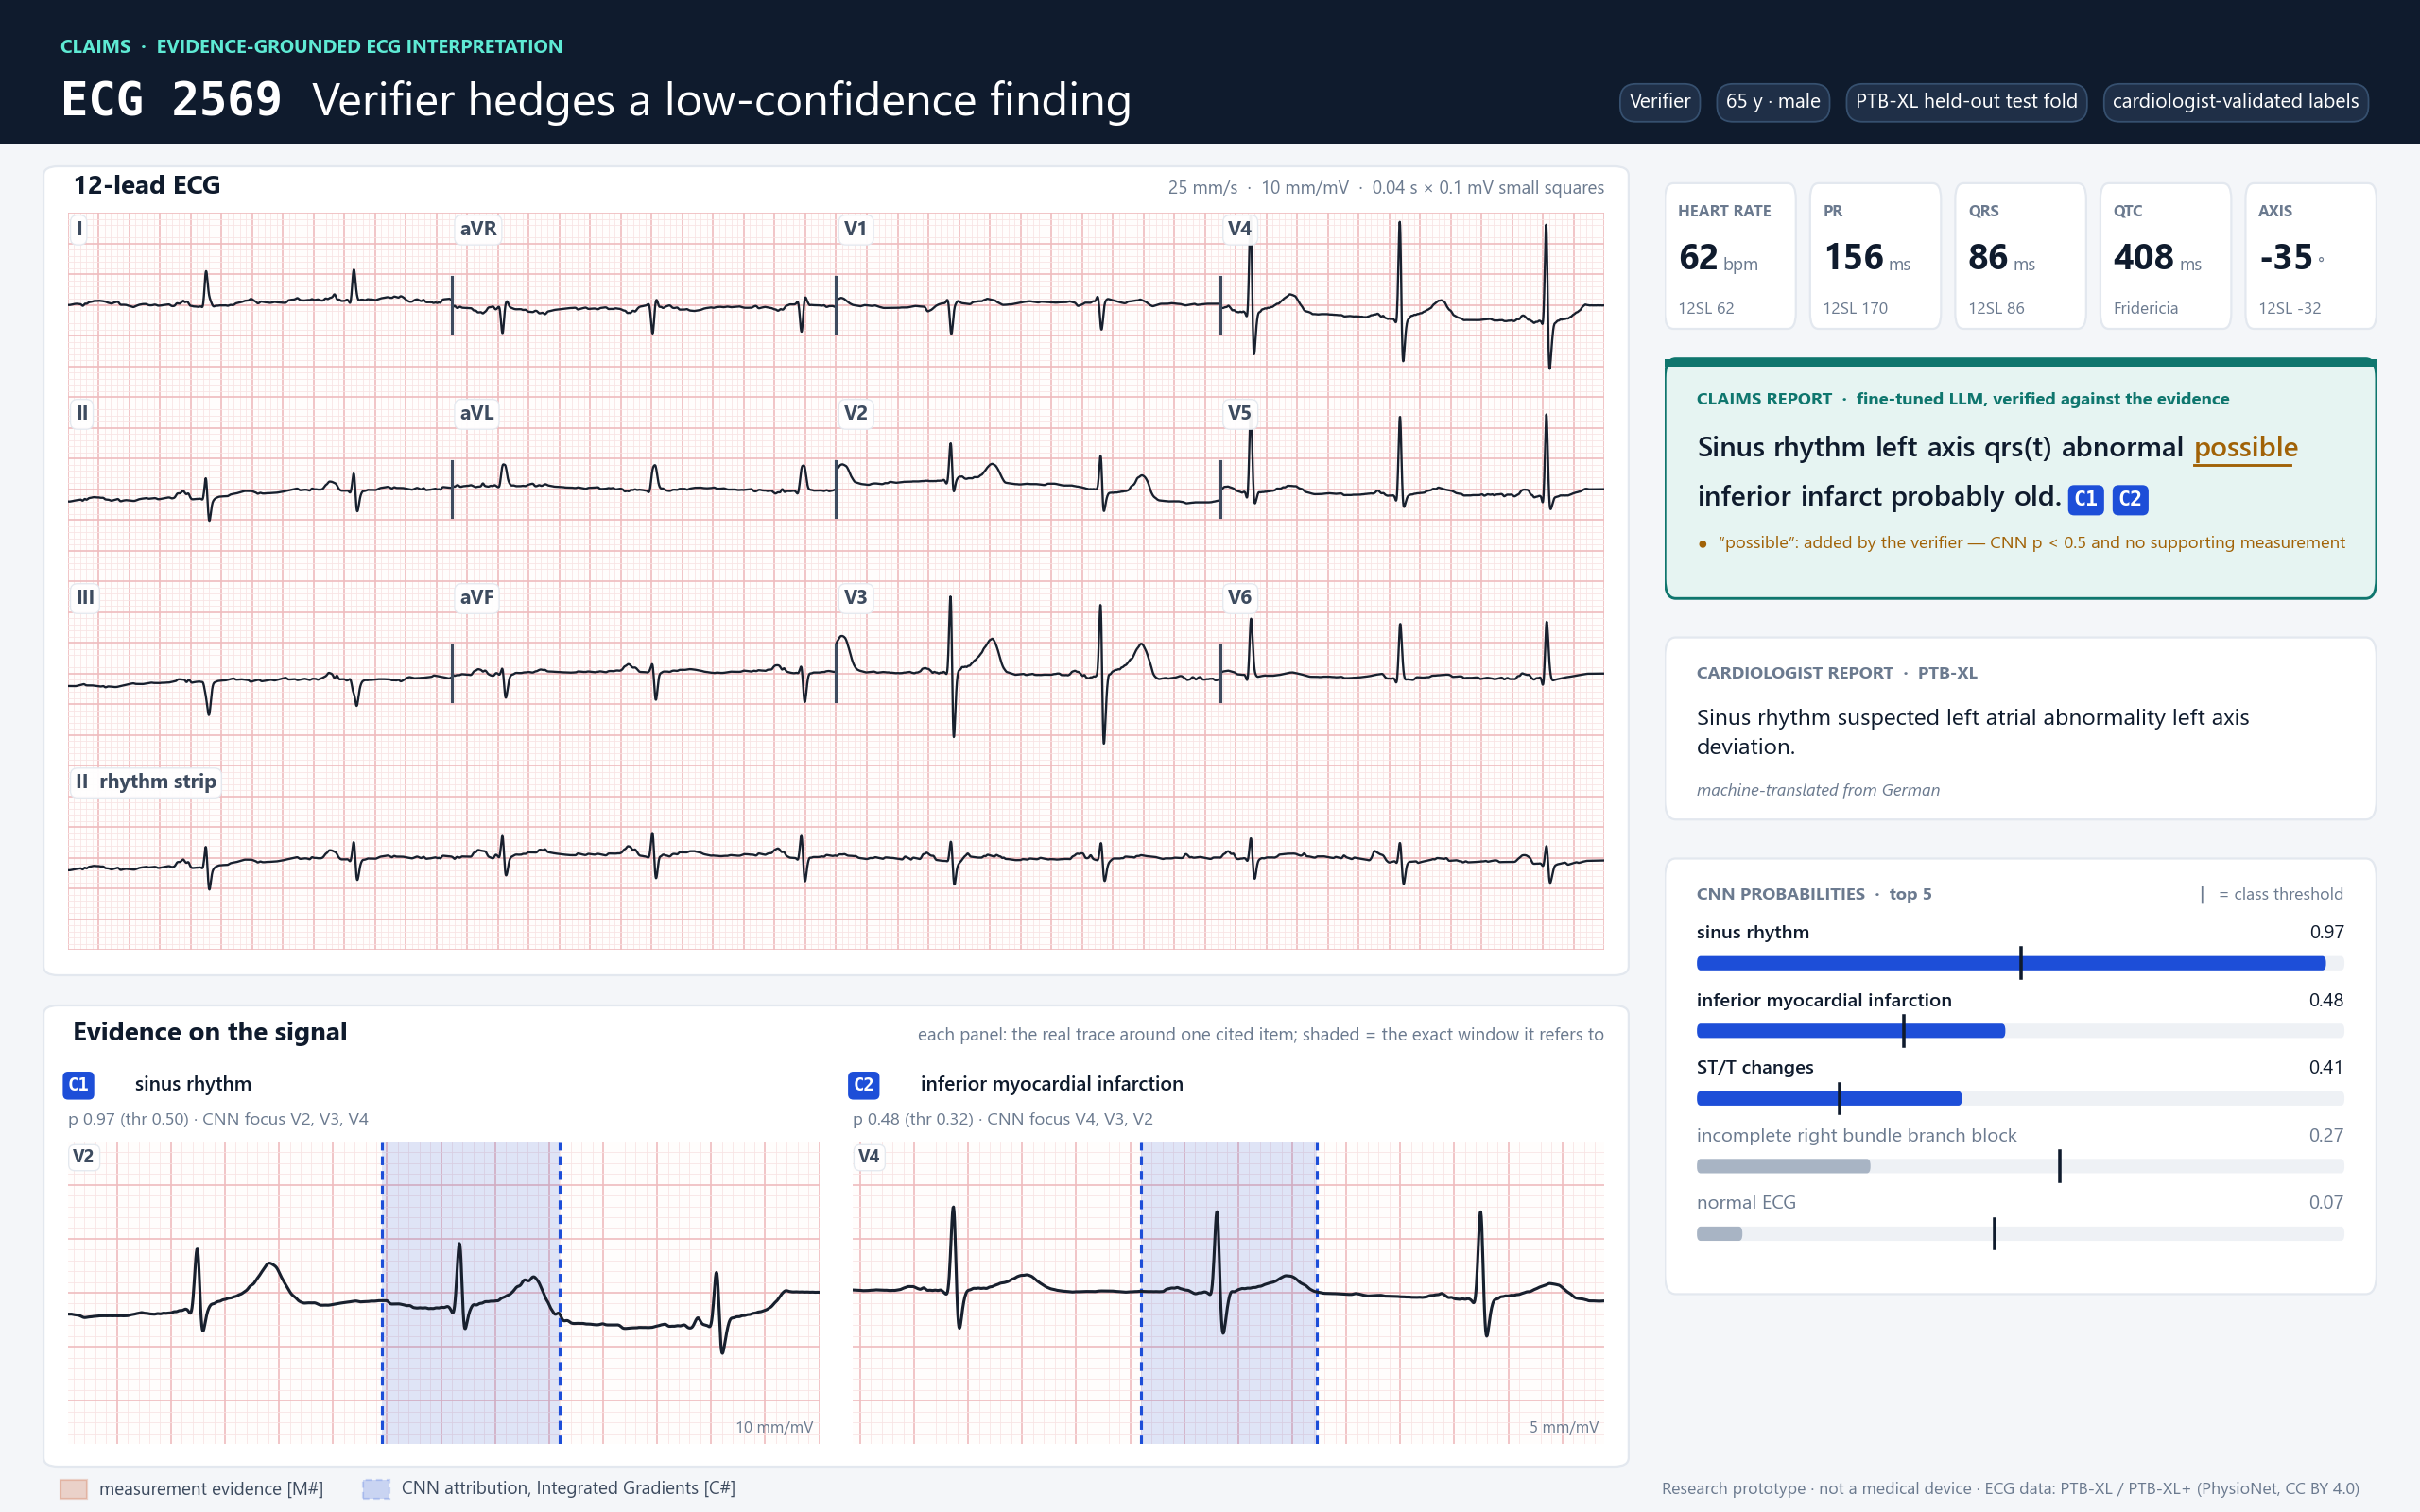 CLAIMS · EVIDENCE-GROUNDED ECG INTERPRETATION
ECG 2569 Verifier hedges a low-confidence finding
Verifier
65 y · male
PTB-XL held-out test fold
cardiologist-validated labels
12-lead ECG
25 mm/s · 10 mm/mV · 0.04 s × 0.1 mV small squares
I
aVR
V1
V4
II
aVL
V2
V5
III
aVF
V3
V6
II rhythm strip
HEART RATE
62 bpm
12SL 62
PR
156 ms
12SL 170
QRS
86 ms
12SL 86
QTC
408 ms
Fridericia
AXIS
-35 °
12SL -32
CLAIMS REPORT · fine-tuned LLM, verified against the evidence
Sinus rhythm left axis qrs(t) abnormal possible
inferior infarct probably old. C1 C2
• "possible": added by the verifier — CNN p < 0.5 and no supporting measurement
CARDIOLOGIST REPORT · PTB-XL
Sinus rhythm suspected left atrial abnormality left axis
deviation.
machine-translated from German
CNN PROBABILITIES · top 5
| = class threshold
sinus rhythm 0.97
inferior myocardial infarction 0.48
ST/T changes 0.41
incomplete right bundle branch block 0.27
normal ECG 0.07
Evidence on the signal
each panel: the real trace around one cited item; shaded = the exact window it refers to
C1 sinus rhythm
p 0.97 (thr 0.50) · CNN focus V2, V3, V4
V2
10 mm/mV
C2 inferior myocardial infarction
p 0.48 (thr 0.32) · CNN focus V4, V3, V2
V4
5 mm/mV
measurement evidence [M#]
CNN attribution, Integrated Gradients [C#]
Research prototype · not a medical device · ECG data: PTB-XL / PTB-XL+ (PhysioNet, CC BY 4.0)